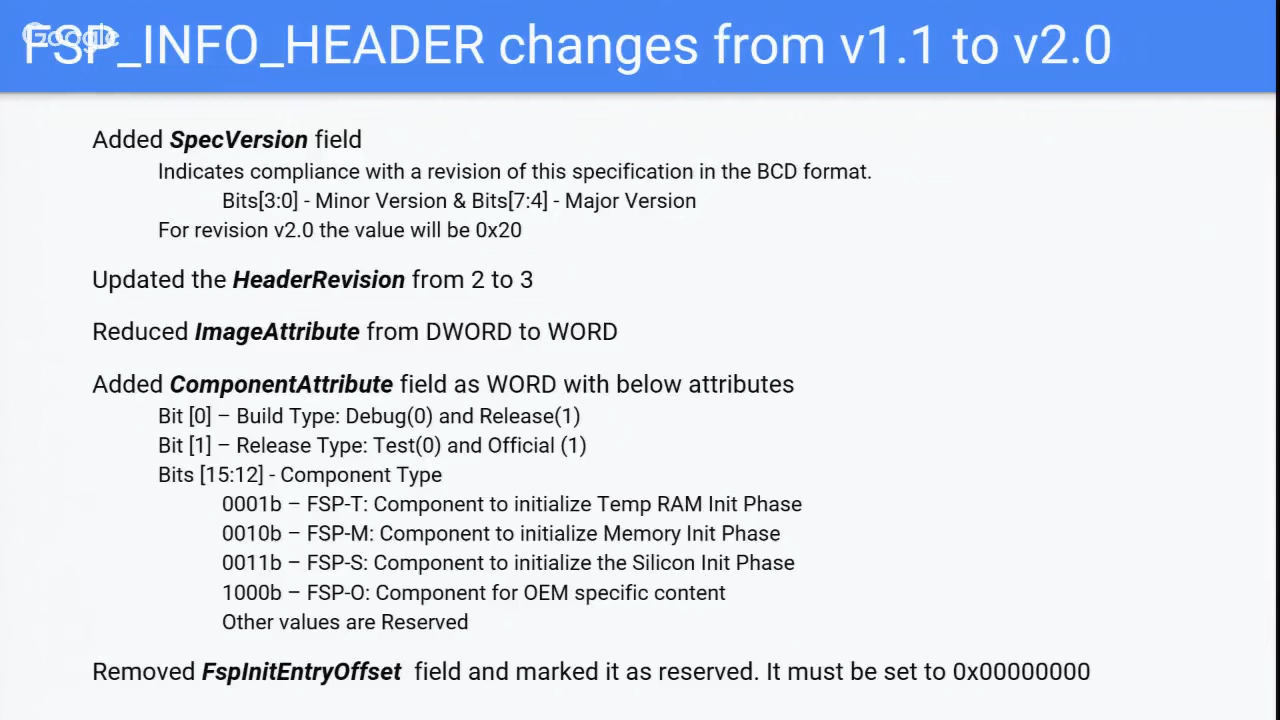 Google
FSP_INFO_HEADER changes from v1.1 to v2.0
Added SpecVersion field
Indicates compliance with a revision of this specification in the BCD format.
Bits[3:0] - Minor Version & Bits[7:4] - Major Version
For revision v2.0 the value will be 0x20
Updated the HeaderRevision from 2 to 3
Reduced ImageAttribute from DWORD to WORD
Added ComponentAttribute field as WORD with below attributes
Bit [0] – Build Type: Debug(0) and Release(1)
Bit [1] – Release Type: Test(0) and Official (1)
Bits [15:12] - Component Type
0001b – FSP-T: Component to initialize Temp RAM Init Phase
0010b – FSP-M: Component to initialize Memory Init Phase
0011b – FSP-S: Component to initialize the Silicon Init Phase
1000b – FSP-O: Component for OEM specific content
Other values are Reserved
Removed FspInitEntryOffset field and marked it as reserved. It must be set to 0x00000000